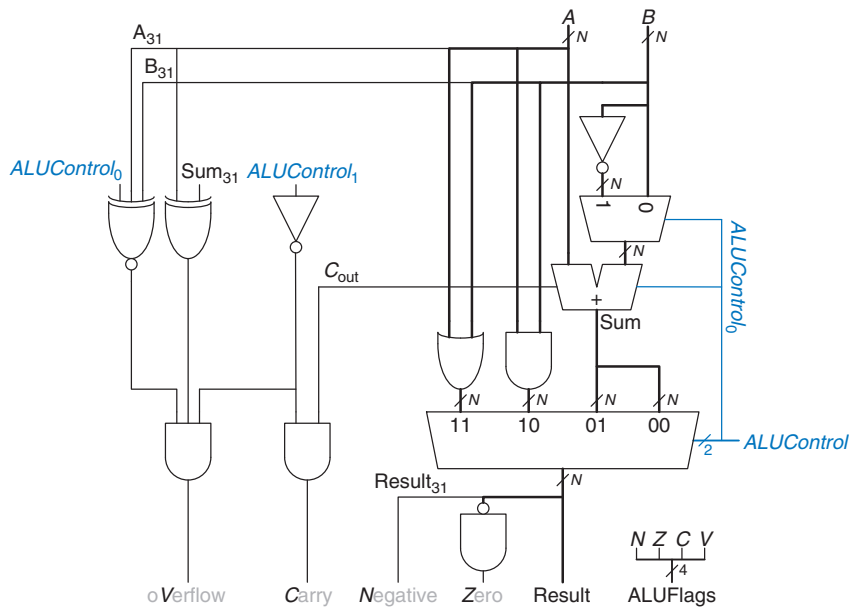 A B
N N
A31
B31
ALUControl0 Sum31 ALUControl1
N
1 0
ALUControl0
N
Cout
+
Sum
N N N N
11 10 01 00
2 ALUControl
Result31 N
N Z C V
4
oVerflow Carry Negative Zero Result ALUFlags